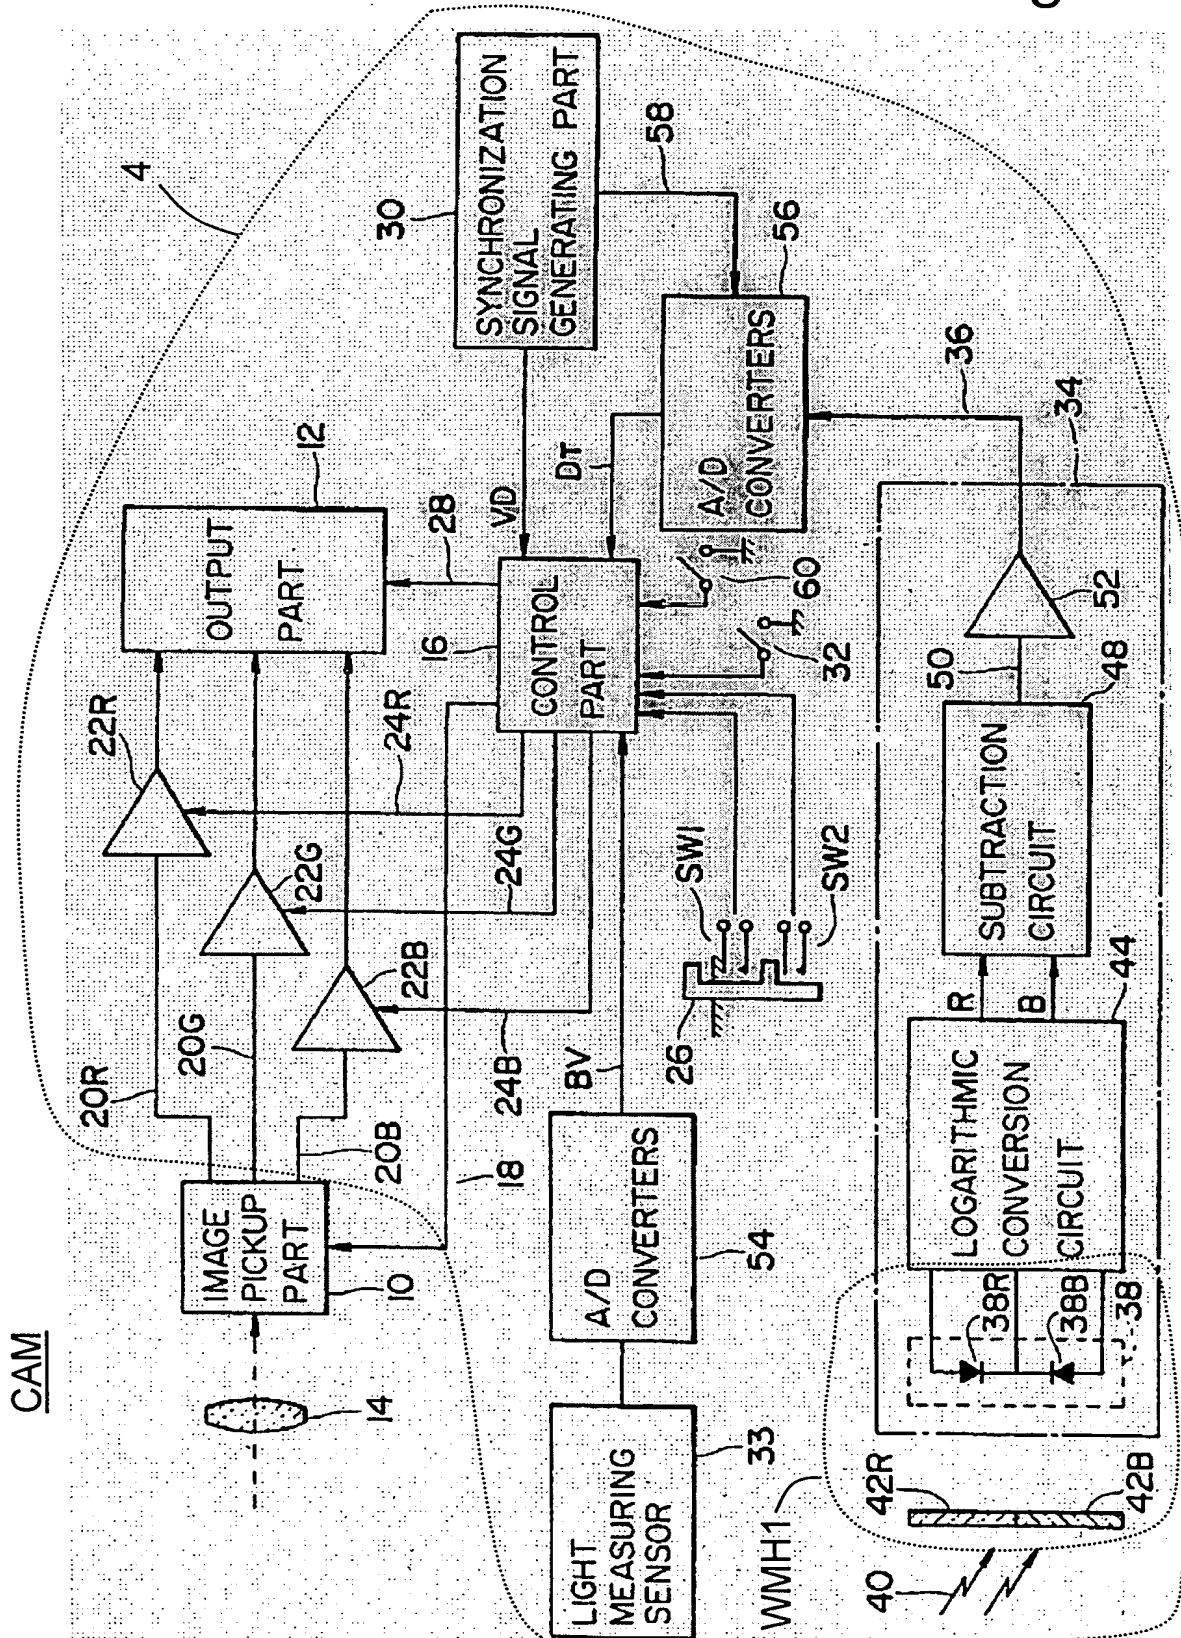 CAM
4
IMAGE
PICKUP
PART
10
14
20R
20G
20B
22R
22G
22B
24R
24G
24B
18
OUTPUT
PART
12
28
16
CONTROL
PART
VD
DT
30
SYNCHRONIZATION
SIGNAL
GENERATING PART
58
56
A/D
CONVERTERS
36
34
60
32
SW1
SW2
26
BV
A/D
CONVERTERS
54
LIGHT
MEASURING
SENSOR
33
WMH1
42R
42B
40
38R
38B
38
LOGARITHMIC
CONVERSION
CIRCUIT
44
R
B
SUBTRACTION
CIRCUIT
48
50
52